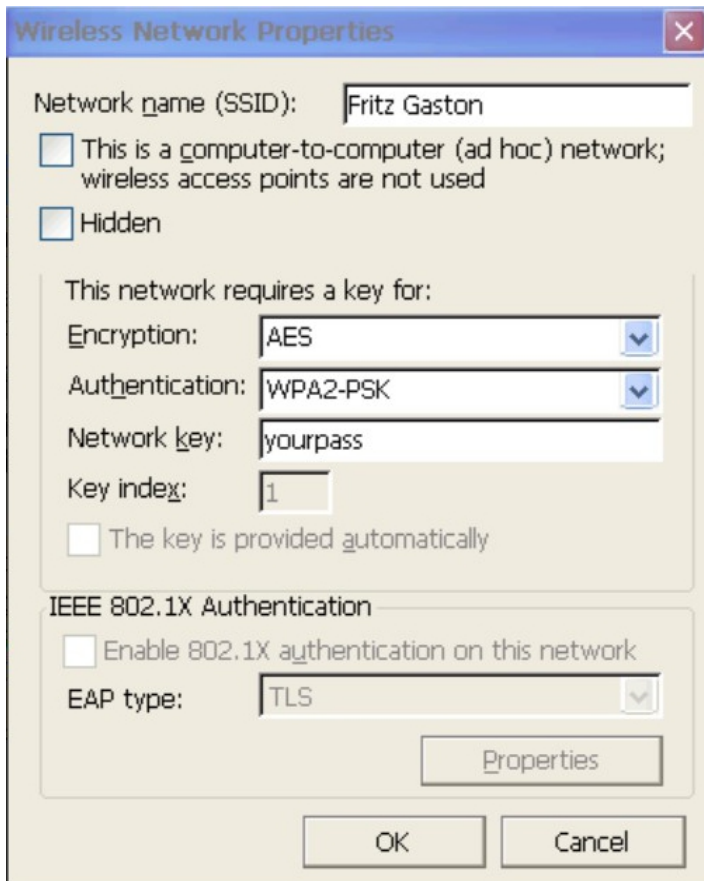 Wireless Network Properties
Network name (SSID): Fritz Gaston
This is a computer-to-computer (ad hoc) network;
wireless access points are not used
Hidden
This network requires a key for:
Encryption: AES
Authentication: WPA2-PSK
Network key: yourpass
Key index: 1
The key is provided automatically
IEEE 802.1X Authentication
Enable 802.1X authentication on this network
EAP type: TLS
Properties
OK Cancel